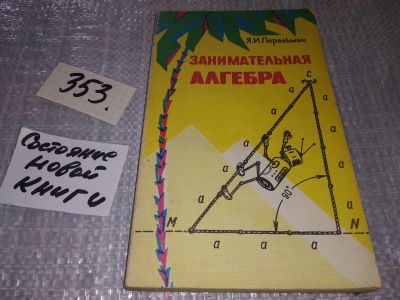 Я.И.Перельман
ЗАНИМАТЕЛЬНАЯ
АЛГЕБРА
353.
Состояние
новой
книги
C
a
a
a
a
a
a
a
a
a
90°
M
N
a
a
a